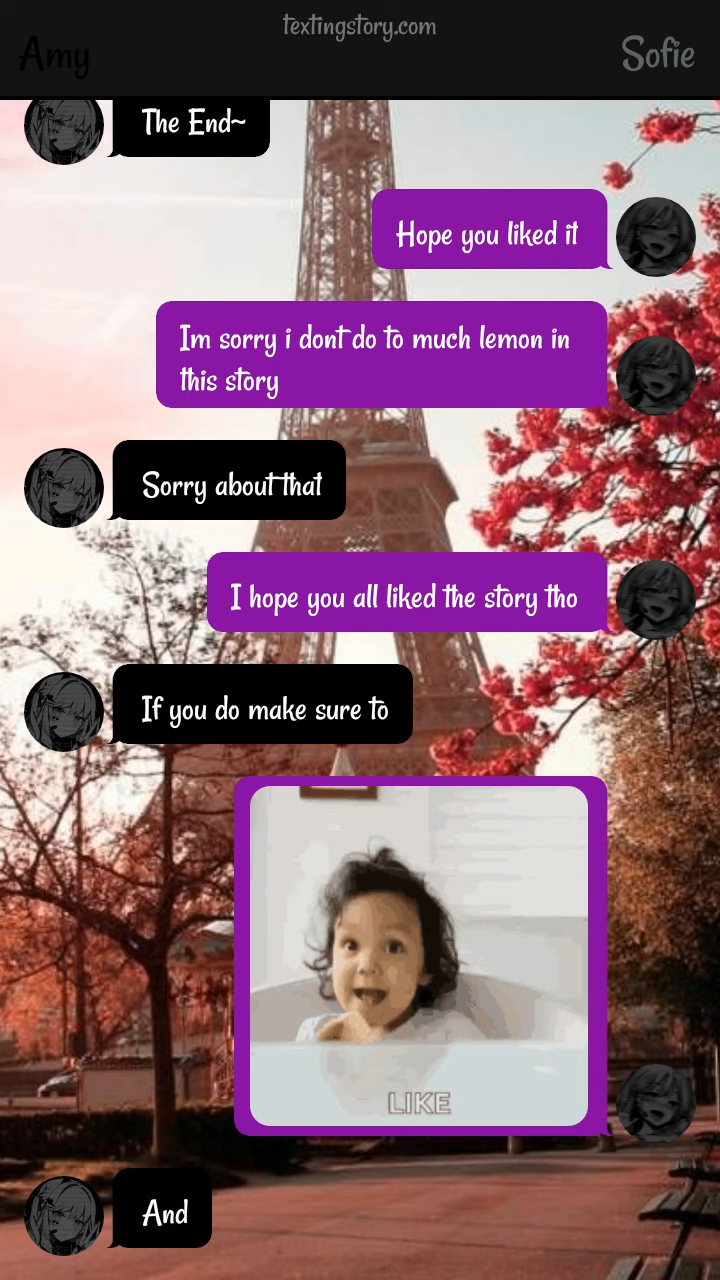 textingstory.com
Amy
Sofie
The End~
Hope you liked it
Im sorry i dont do to much lemon in
this story
Sorry about that
I hope you all liked the story tho
If you do make sure to
LIKE
And